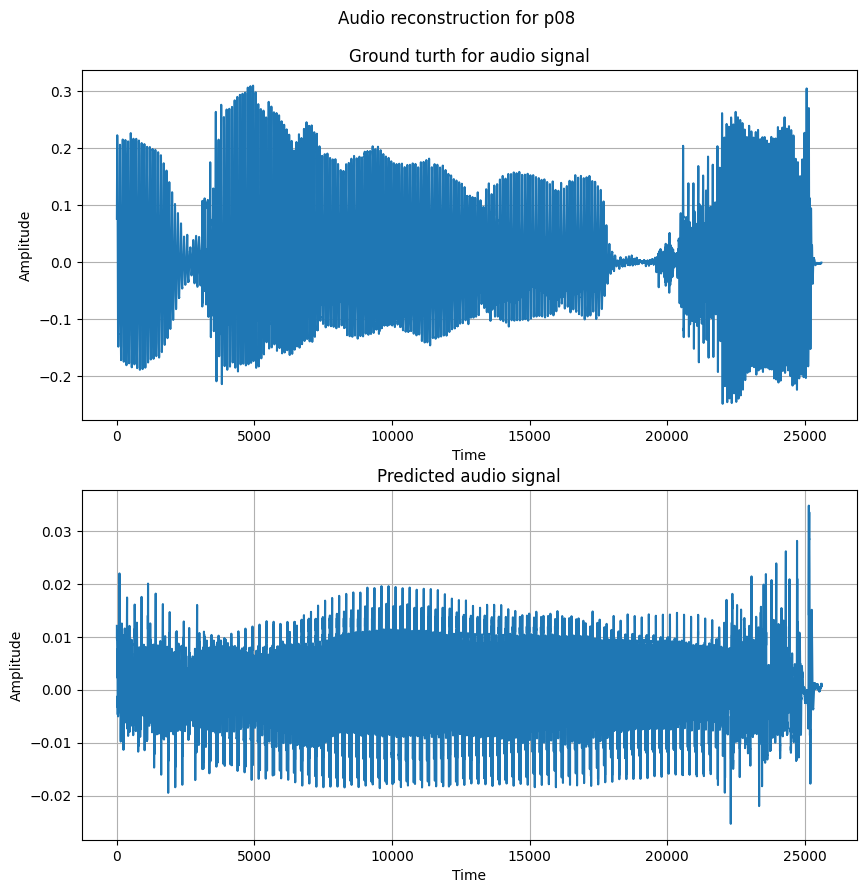 Audio reconstruction for p08
Ground turth for audio signal
0.3
0.2
0.1
0.0
−0.1
−0.2
Amplitude
0 5000 10000 15000 20000 25000
Time
Predicted audio signal
0.03
0.02
0.01
0.00
−0.01
−0.02
Amplitude
0 5000 10000 15000 20000 25000
Time